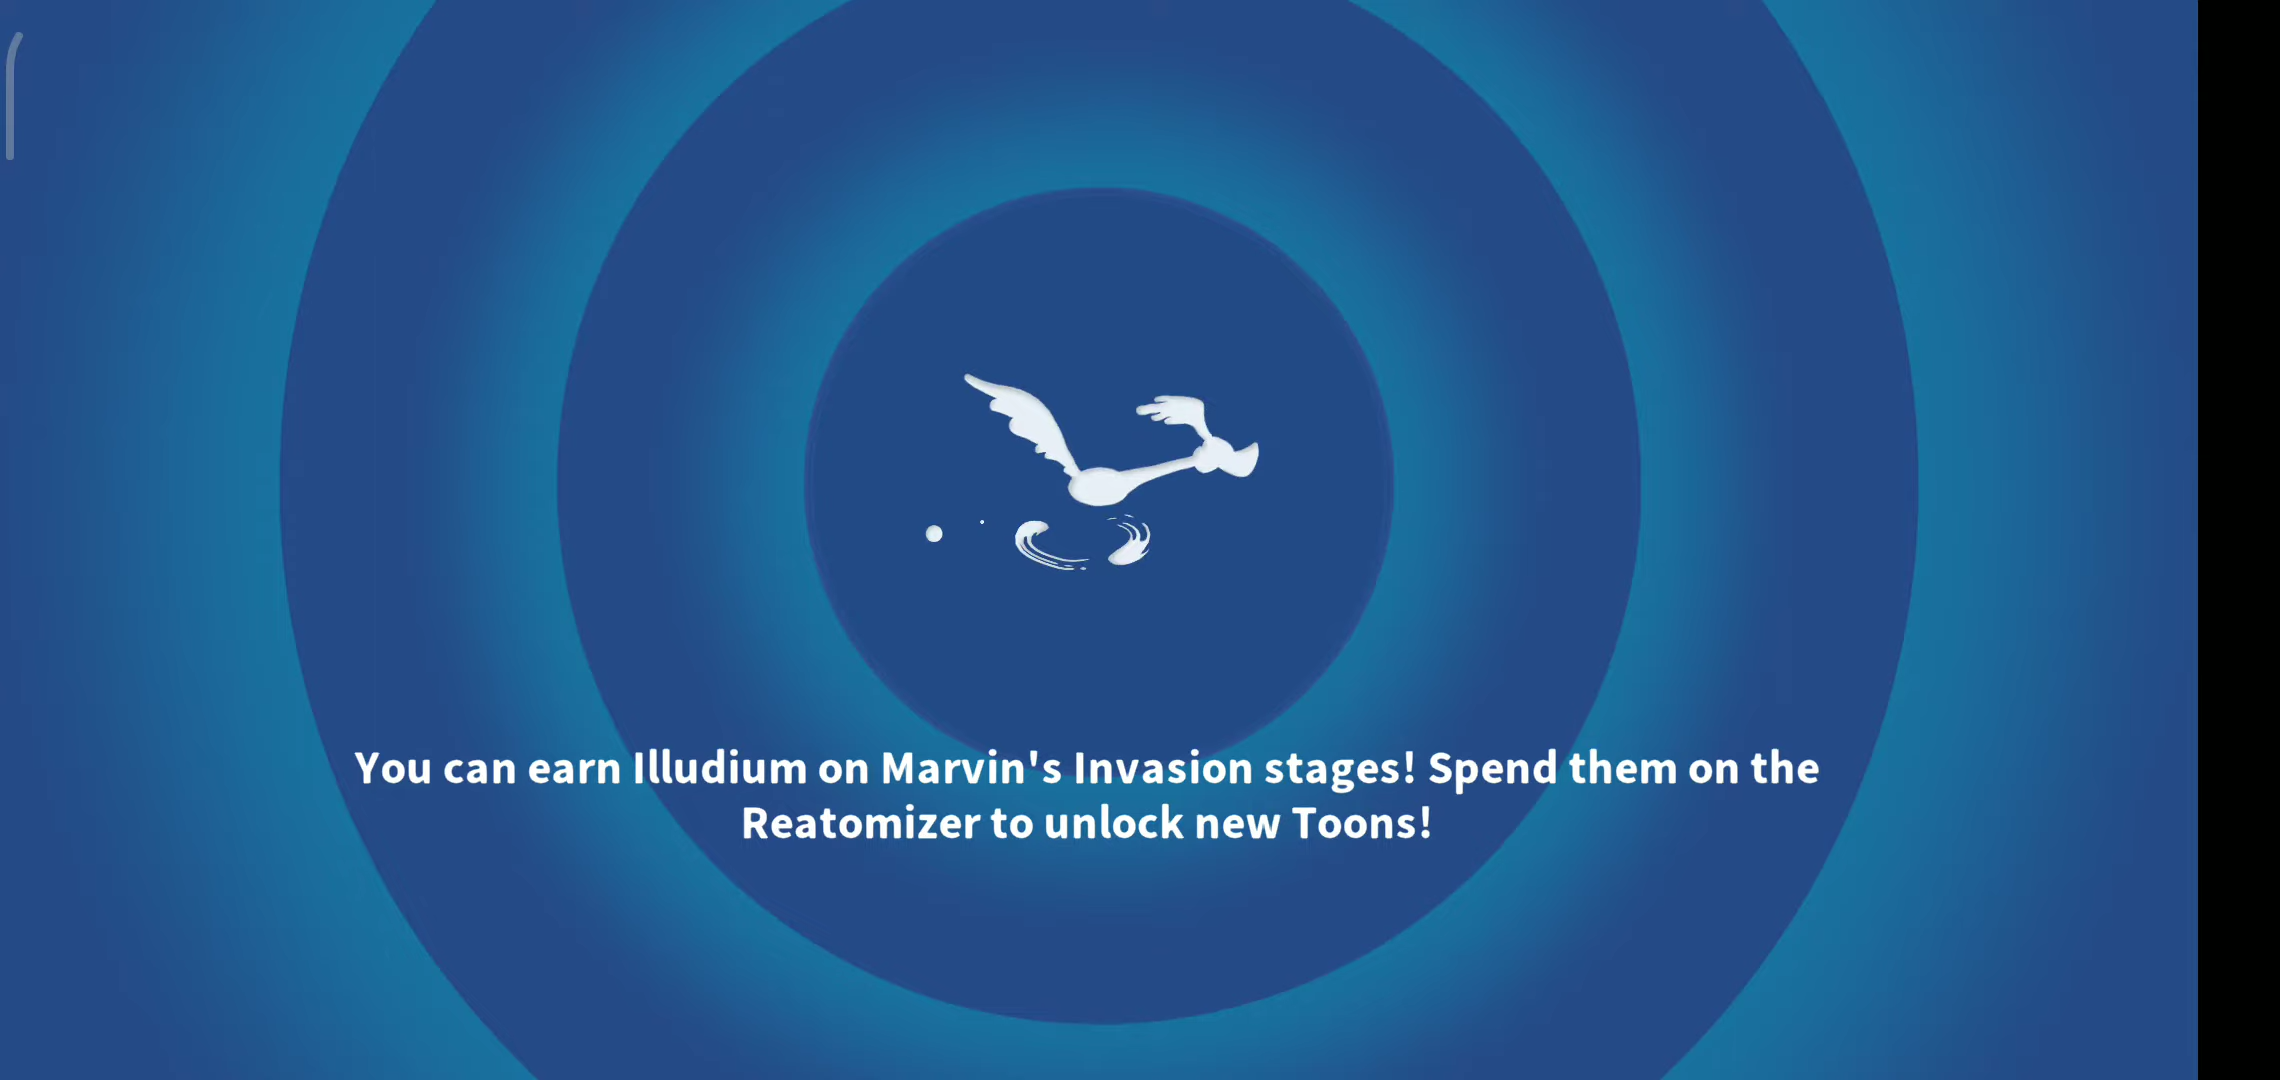 You can earn Illudium on Marvin's Invasion stages! Spend them on the
Reatomizer to unlock new Toons!